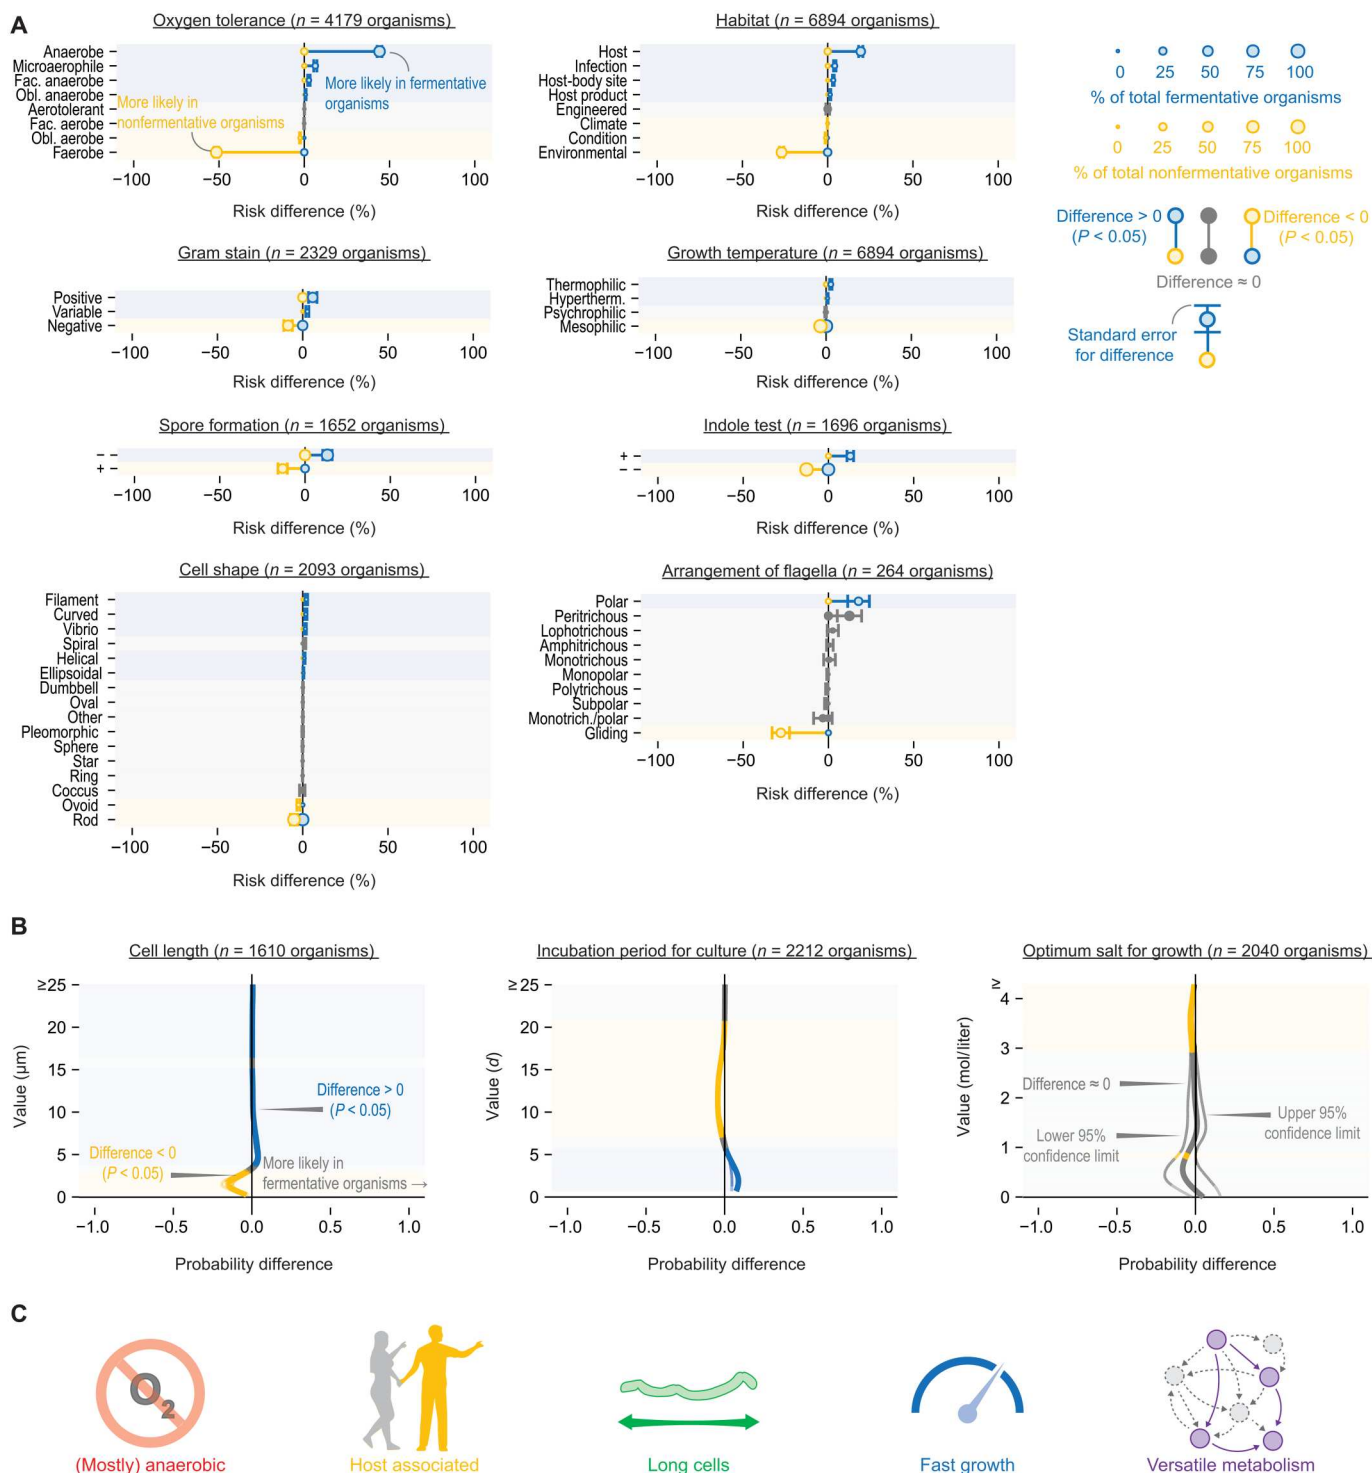 A
Oxygen tolerance (n = 4179 organisms)
Anaerobe
Microaerophile
Fac. anaerobe
Obl. anaerobe
Aerotolerant
Fac. aerobe
Obl. aerobe
Faerobe
More likely in fermentative
organisms
More likely in
nonfermentative organisms
−100 −50 0 50 100
Risk difference (%)
Habitat (n = 6894 organisms)
Host
Infection
Host-body site
Host product
Engineered
Climate
Condition
Environmental
−100 −50 0 50 100
Risk difference (%)
0 25 50 75 100
% of total fermentative organisms
0 25 50 75 100
% of total nonfermentative organisms
Difference > 0
(P < 0.05)
Difference < 0
(P < 0.05)
Difference ≈ 0
Standard error
for difference
Gram stain (n = 2329 organisms)
Positive
Variable
Negative
−100 −50 0 50 100
Risk difference (%)
Growth temperature (n = 6894 organisms)
Thermophilic
Hypertherm.
Psychrophilic
Mesophilic
−100 −50 0 50 100
Risk difference (%)
Spore formation (n = 1652 organisms)
−
+
−100 −50 0 50 100
Risk difference (%)
Indole test (n = 1696 organisms)
+
−
−100 −50 0 50 100
Risk difference (%)
Cell shape (n = 2093 organisms)
Filament
Curved
Vibrio
Spiral
Helical
Ellipsoidal
Dumbbell
Oval
Other
Pleomorphic
Sphere
Star
Ring
Coccus
Ovoid
Rod
−100 −50 0 50 100
Risk difference (%)
Arrangement of flagella (n = 264 organisms)
Polar
Peritrichous
Lophotrichous
Amphitrichous
Monotrichous
Monopolar
Polytrichous
Subpolar
Monotrich./polar
Gliding
−100 −50 0 50 100
Risk difference (%)
B
Cell length (n = 1610 organisms)
Value (μm)
≥25
20
15
10
5
0
Difference > 0
(P < 0.05)
Difference < 0
(P < 0.05)
More likely in
fermentative organisms →
−1.0 −0.5 0.0 0.5 1.0
Probability difference
Incubation period for culture (n = 2212 organisms)
Value (d)
≥25
20
15
10
5
0
−1.0 −0.5 0.0 0.5 1.0
Probability difference
Optimum salt for growth (n = 2040 organisms)
Value (mol/liter)
≥
4
3
2
1
0
Difference ≈ 0
Lower 95%
confidence limit
Upper 95%
confidence limit
−1.0 −0.5 0.0 0.5 1.0
Probability difference
C
O2
(Mostly) anaerobic
Host associated
Long cells
Fast growth
Versatile metabolism